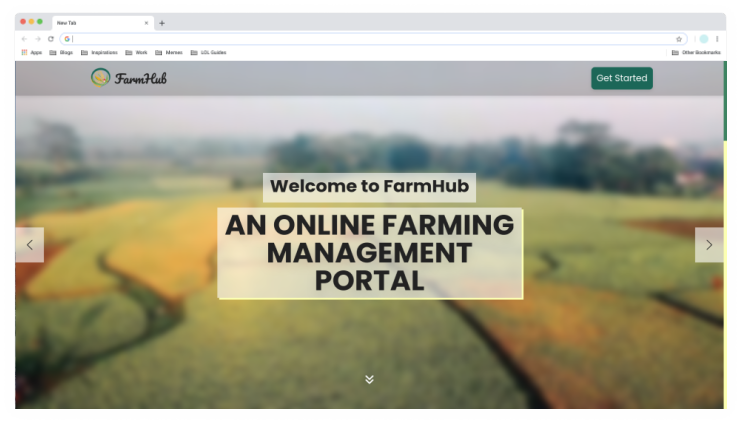 New Tab
Apps Blogs Inspirations Work Memes LOL Guides Other Bookmarks
FarmHub
Get Started
Welcome to FarmHub
AN ONLINE FARMING
MANAGEMENT
PORTAL